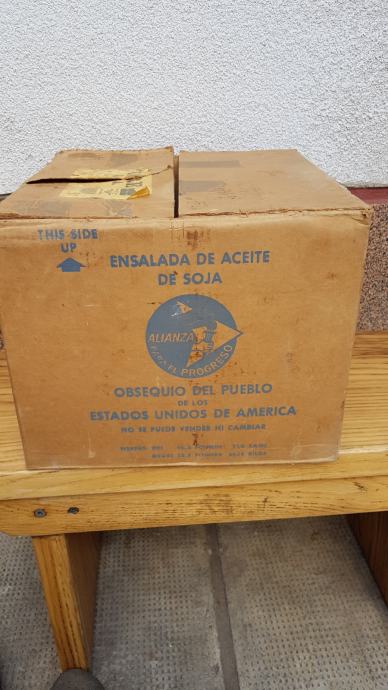 THIS SIDE
UP
ENSALADA DE ACEITE
DE SOJA
ALIANZA
PARA EL PROGRESO
OBSEQUIO DEL PUEBLO
DE LOS
ESTADOS UNIDOS DE AMERICA
NO SE PUEDE VENDER NI CAMBIAR